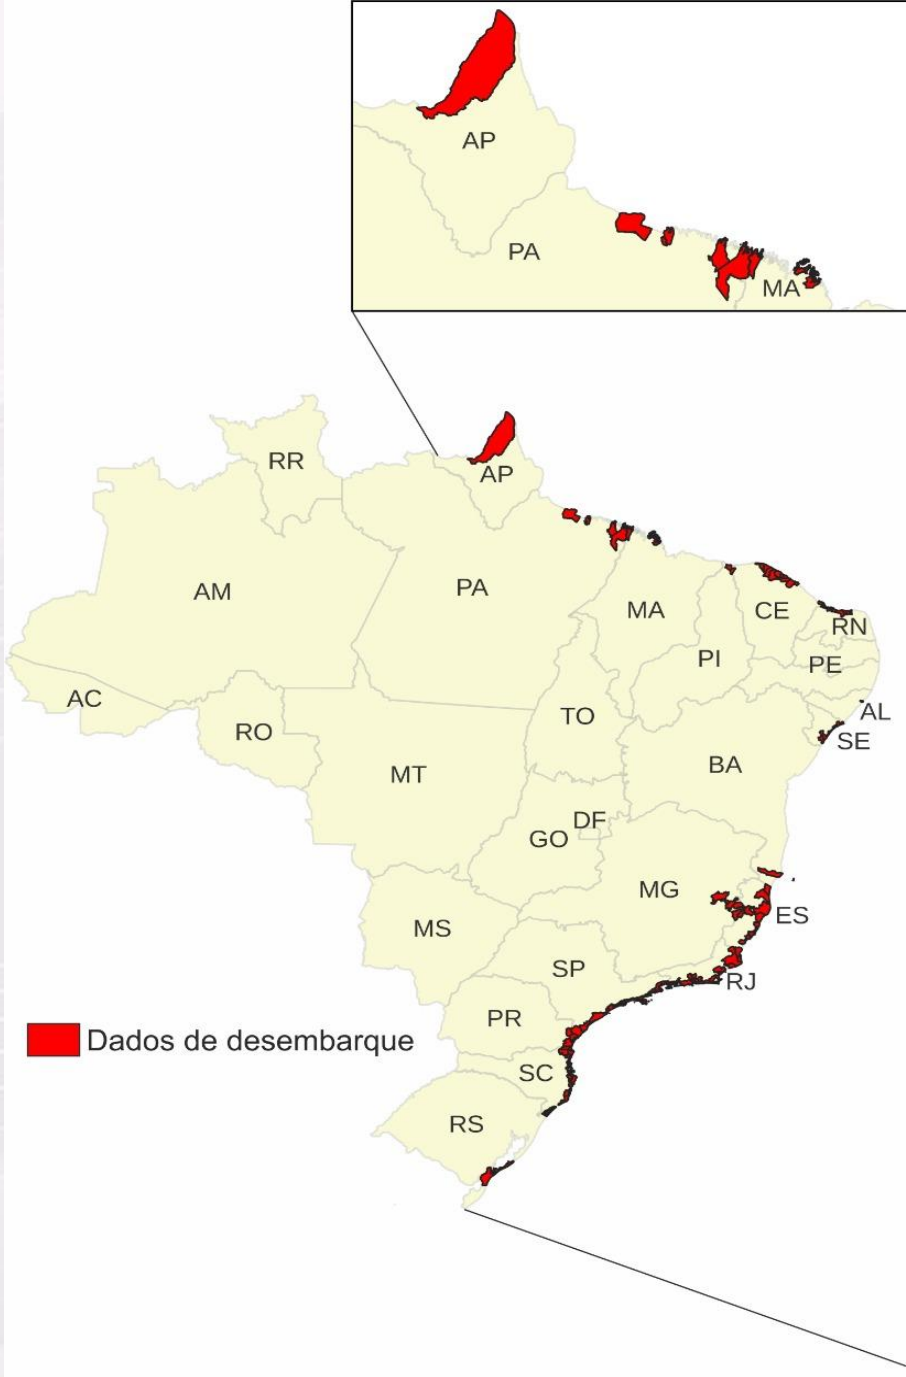 AP
PA
MA
RR
AP
AM
PA
MA
CE
RN
PI
PE
AC
TO
AL
RO
SE
BA
MT
DF
GO
MG
MS
ES
SP
RJ
PR
Dados de desembarque
SC
RS